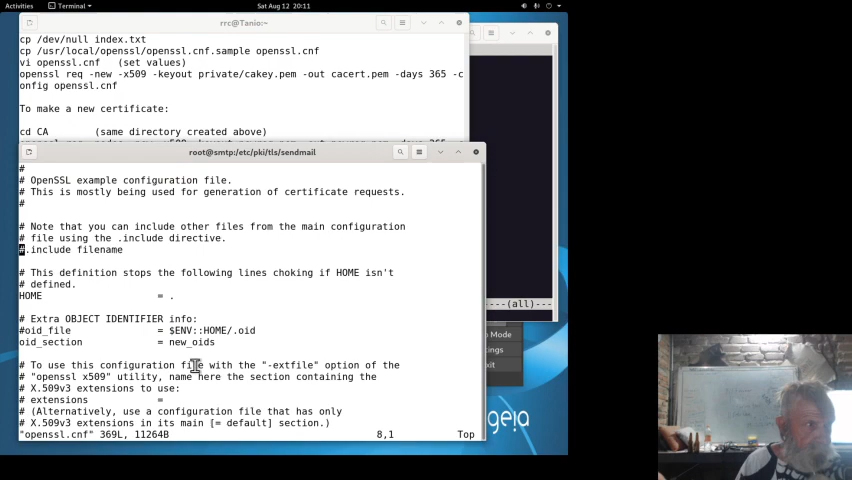 Activities
Terminal
Sat Aug 12 20:11
rrc@Tanio:~
cp /dev/null index.txt
cp /usr/local/openssl/openssl.cnf.sample openssl.cnf
vi openssl.cnf (set values)
openssl req -new -x509 -keyout private/cakey.pem -out cacert.pem -days 365 -c
onfig openssl.cnf
To make a new certificate:
cd CA (same directory created above)
root@smtp:/etc/pki/tls/sendmail
#
# OpenSSL example configuration file.
# This is mostly being used for generation of certificate requests.
#
# Note that you can include other files from the main configuration
# file using the .include directive.
#.include filename
# This definition stops the following lines choking if HOME isn't
# defined.
HOME = .
# Extra OBJECT IDENTIFIER info:
#oid_file = $ENV::HOME/.oid
oid_section = new_oids
# To use this configuration file with the "-extfile" option of the
# "openssl x509" utility, name here the section containing the
# X.509v3 extensions to use:
# extensions =
# (Alternatively, use a configuration file that has only
# X.509v3 extensions in its main [= default] section.)
"openssl.cnf" 369L, 11264B 8,1 Top
----(all)---
Mode